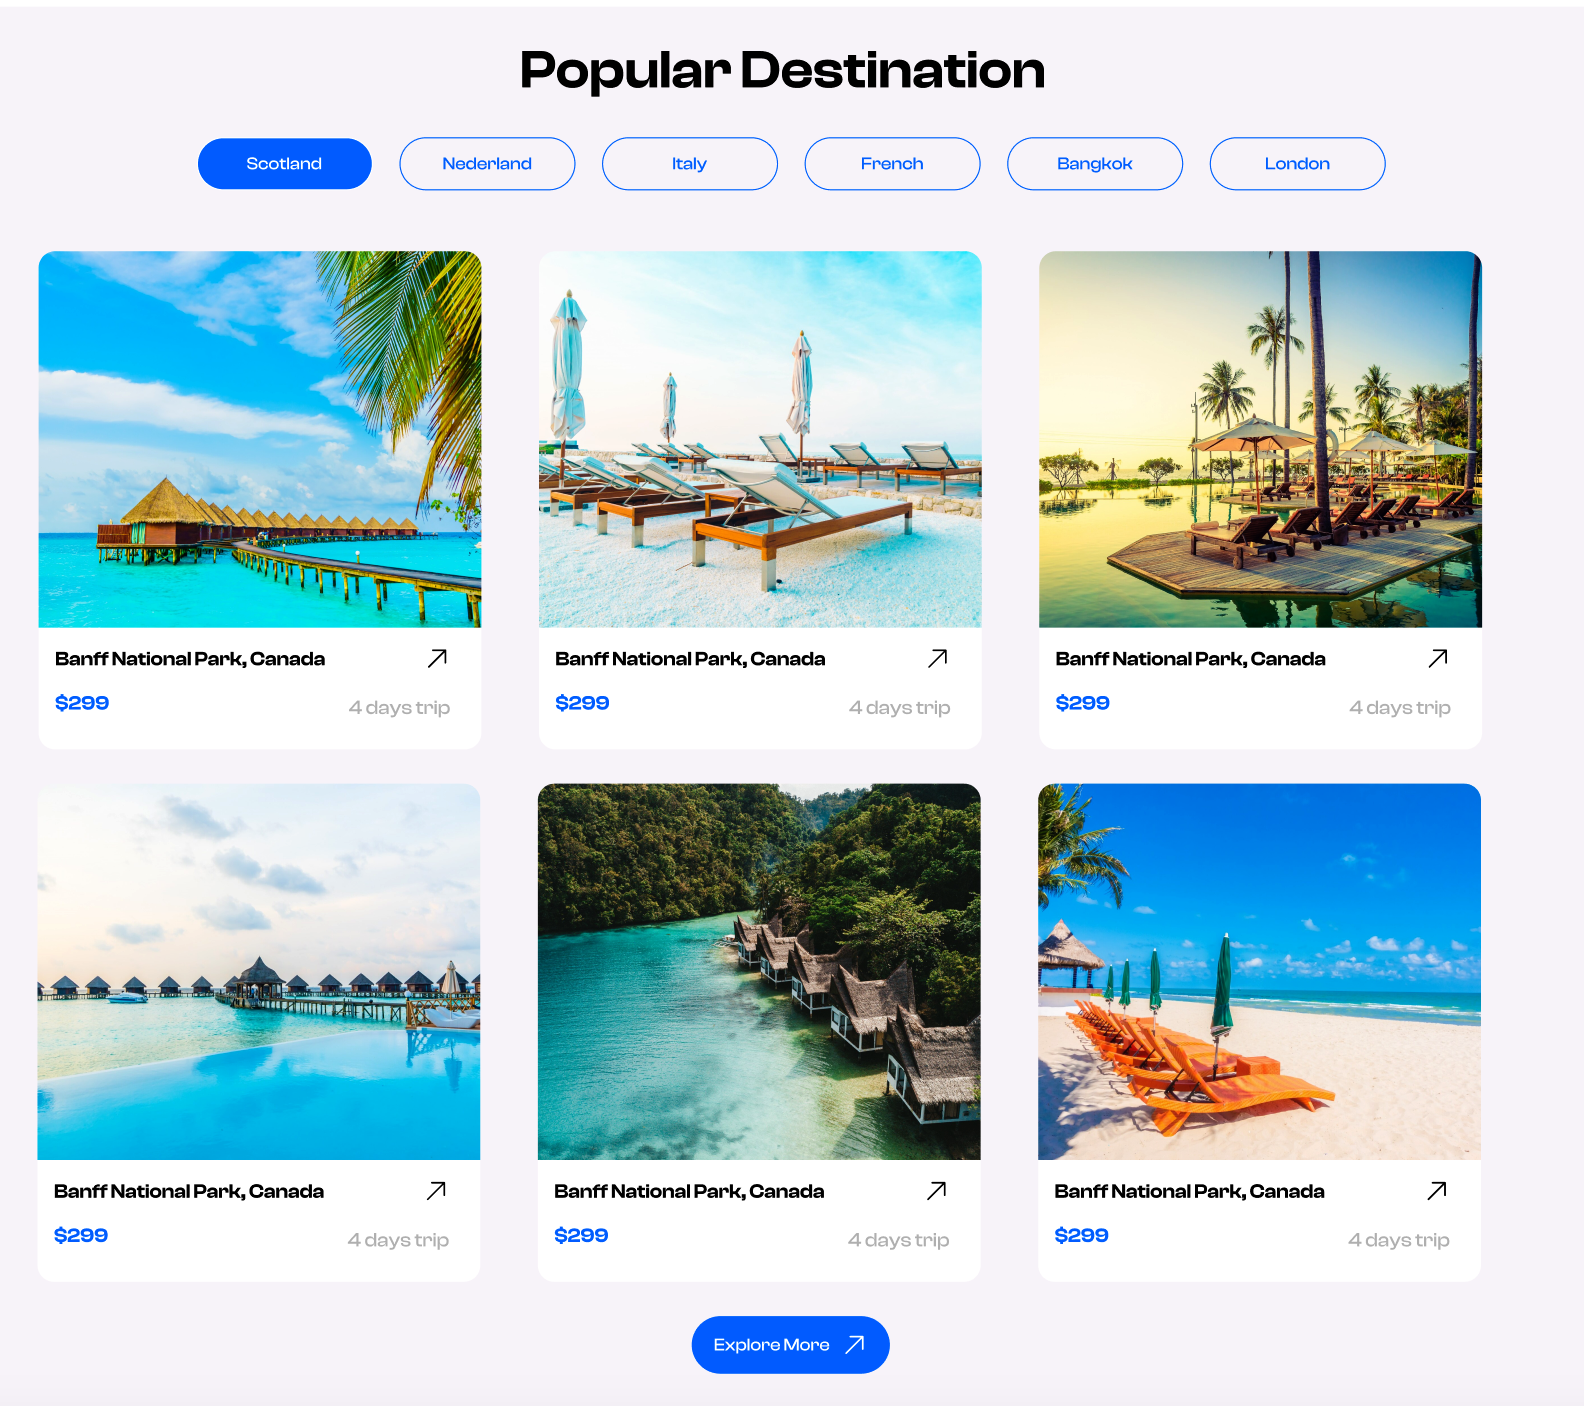 Popular Destination
Scotland
Nederland
Italy
French
Bangkok
London
Banff National Park, Canada
$299
4 days trip
Banff National Park, Canada
$299
4 days trip
Banff National Park, Canada
$299
4 days trip
Banff National Park, Canada
$299
4 days trip
Banff National Park, Canada
$299
4 days trip
Banff National Park, Canada
$299
4 days trip
Explore More